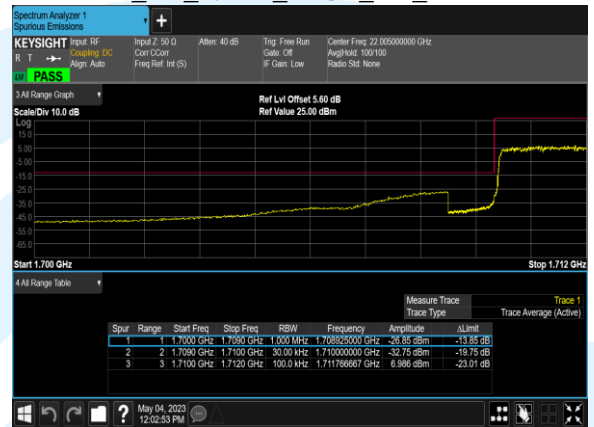 Spectrum Analyzer 1
Spurious Emissions
+
KEYSIGHT Input: RF Input Z: 50 Ω Atten: 40 dB Trig: Free Run Center Freq: 22.005000000 GHz
R T Coupling: DC Corr CCorr Gate: Off Avg|Hold: 100/100
Align: Auto Freq Ref: Int (S) IF Gain: Low Radio Std: None
LV PASS
3 All Range Graph
Ref Lvl Offset 5.60 dB
Scale/Div 10.0 dB Ref Value 25.00 dBm
Log
15.0
5.00
-5.00
-15.0
-25.0
-35.0
-45.0
-55.0
-65.0
Start 1.700 GHz Stop 1.712 GHz
4 All Range Table
Measure Trace Trace 1
Trace Type Trace Average (Active)
Spur Range Start Freq Stop Freq RBW Frequency Amplitude ΔLimit
1 1 1.7000 GHz 1.7090 GHz 1.000 MHz 1.708925000 GHz -26.85 dBm -13.85 dB
2 2 1.7090 GHz 1.7100 GHz 30.00 kHz 1.710000000 GHz -32.75 dBm -19.75 dB
3 3 1.7100 GHz 1.7120 GHz 100.0 kHz 1.711766667 GHz 6.986 dBm -23.01 dB
? May 04, 2023
12:02:53 PM